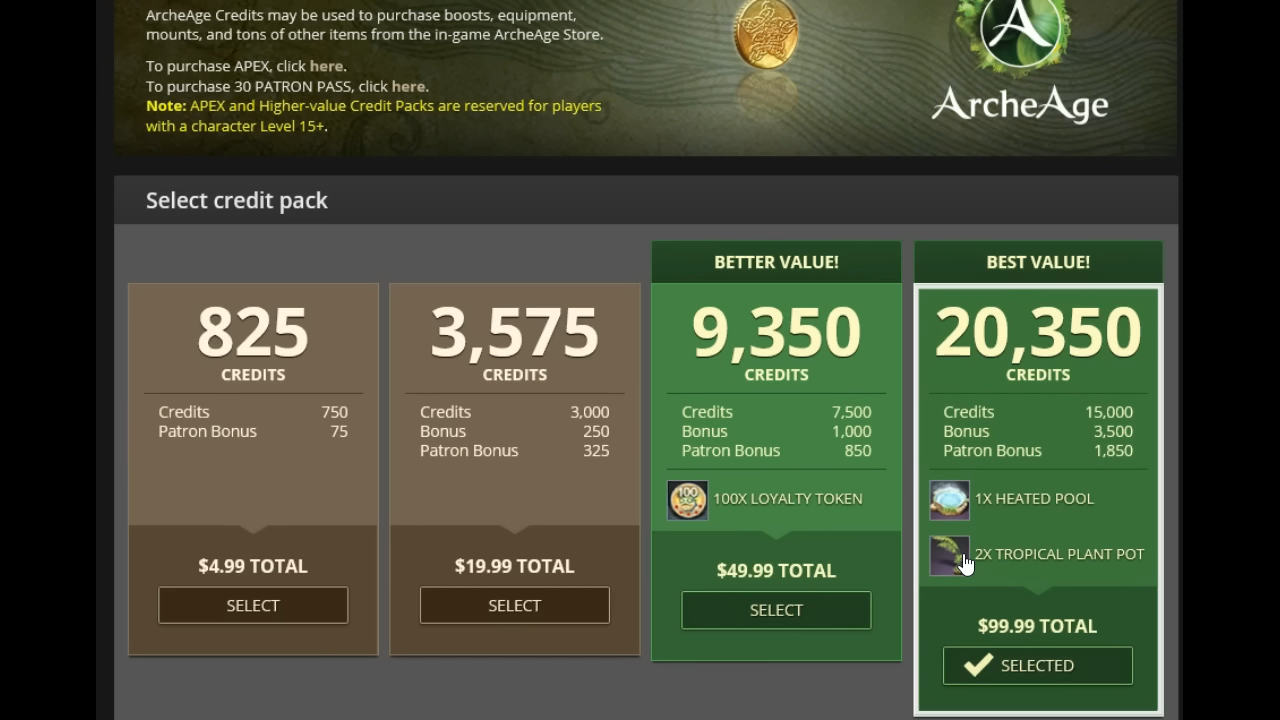 ArcheAge Credits may be used to purchase boosts, equipment,
mounts, and tons of other items from the in-game ArcheAge Store.
To purchase APEX, click here.
To purchase 30 PATRON PASS, click here.
Note: APEX and Higher-value Credit Packs are reserved for players
with a character Level 15+.
A
ArcheAge
Select credit pack
825
CREDITS
Credits 750
Patron Bonus 75
$4.99 TOTAL
SELECT
3,575
CREDITS
Credits 3,000
Bonus 250
Patron Bonus 325
$19.99 TOTAL
SELECT
BETTER VALUE!
9,350
CREDITS
Credits 7,500
Bonus 1,000
Patron Bonus 850
100
100X LOYALTY TOKEN
$49.99 TOTAL
SELECT
BEST VALUE!
20,350
CREDITS
Credits 15,000
Bonus 3,500
Patron Bonus 1,850
1X HEATED POOL
2X TROPICAL PLANT POT
$99.99 TOTAL
SELECTED